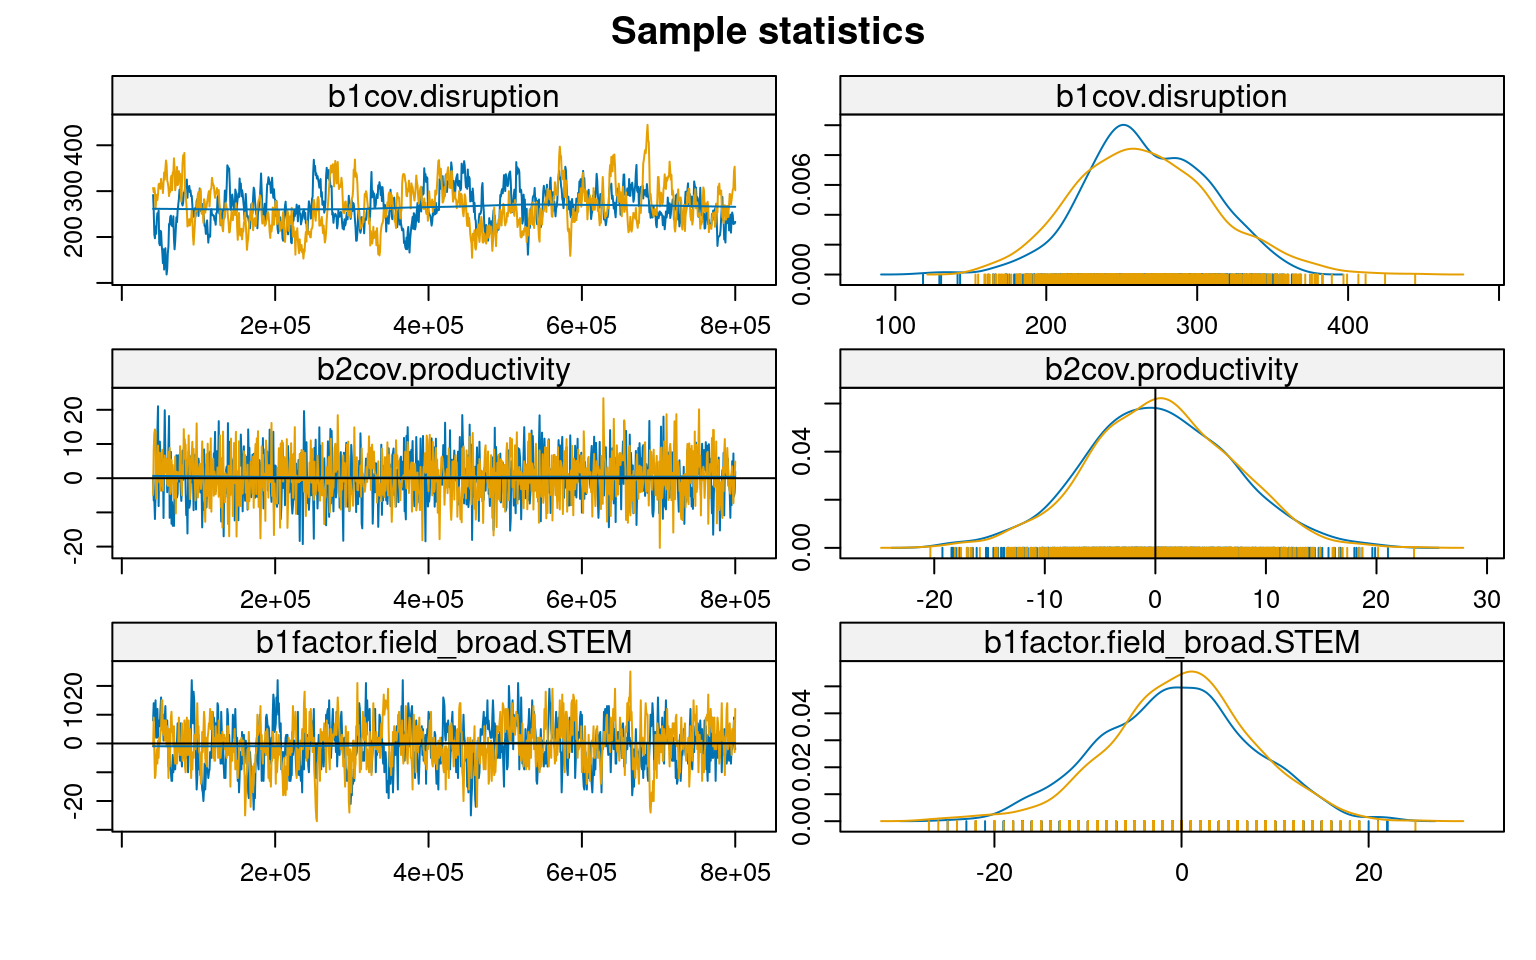 Sample statistics
b1cov.disruption b1cov.disruption
200 300 400
2e+05 4e+05 6e+05 8e+05
0.000 0.006
100 200 300 400
b2cov.productivity b2cov.productivity
-20 0 10 20
2e+05 4e+05 6e+05 8e+05
0.00 0.04
-20 -10 0 10 20 30
b1factor.field_broad.STEM b1factor.field_broad.STEM
-20 0 10 20
2e+05 4e+05 6e+05 8e+05
0.00 0.02 0.04
-20 0 20